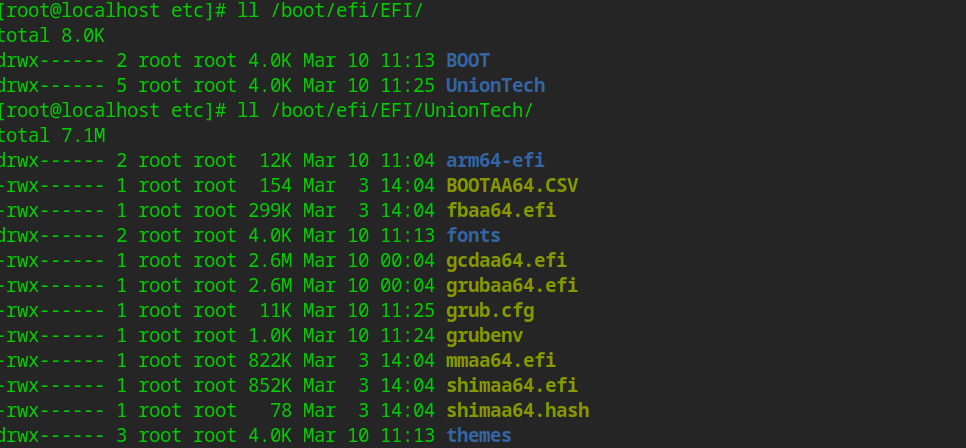 [root@localhost etc]# ll /boot/efi/EFI/
total 8.0K
drwx------ 2 root root 4.0K Mar 10 11:13 BOOT
drwx------ 5 root root 4.0K Mar 10 11:25 UnionTech
[root@localhost etc]# ll /boot/efi/EFI/UnionTech/
total 7.1M
drwx------ 2 root root  12K Mar 10 11:04 arm64-efi
-rwx------ 1 root root  154 Mar  3 14:04 BOOTAA64.CSV
-rwx------ 1 root root 299K Mar  3 14:04 fbaa64.efi
drwx------ 2 root root 4.0K Mar 10 11:13 fonts
-rwx------ 1 root root 2.6M Mar 10 00:04 gcdaa64.efi
-rwx------ 1 root root 2.6M Mar 10 00:04 grubaa64.efi
-rwx------ 1 root root  11K Mar 10 11:25 grub.cfg
-rwx------ 1 root root 1.0K Mar 10 11:24 grubenv
-rwx------ 1 root root 822K Mar  3 14:04 mmaa64.efi
-rwx------ 1 root root 852K Mar  3 14:04 shimaa64.efi
-rwx------ 1 root root   78 Mar  3 14:04 shimaa64.hash
drwx------ 3 root root 4.0K Mar 10 11:13 themes